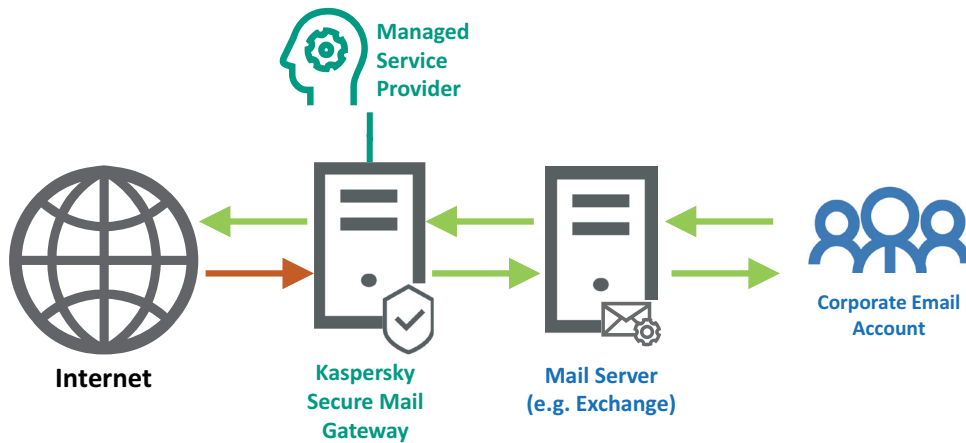 Managed
Service
Provider
Internet
Kaspersky
Secure Mail
Gateway
Mail Server
(e.g. Exchange)
Corporate Email
Account